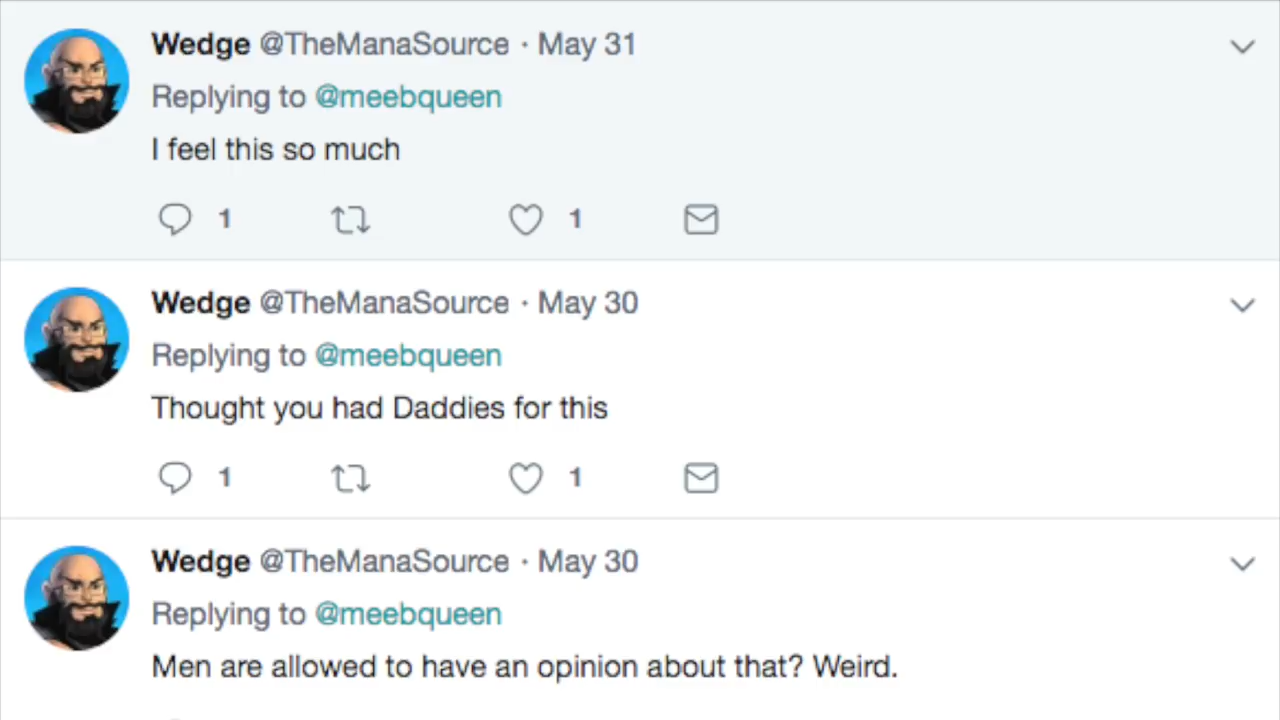 Wedge @TheManaSource · May 31
Replying to @meebqueen
I feel this so much
1 1
Wedge @TheManaSource · May 30
Replying to @meebqueen
Thought you had Daddies for this
1 1
Wedge @TheManaSource · May 30
Replying to @meebqueen
Men are allowed to have an opinion about that? Weird.